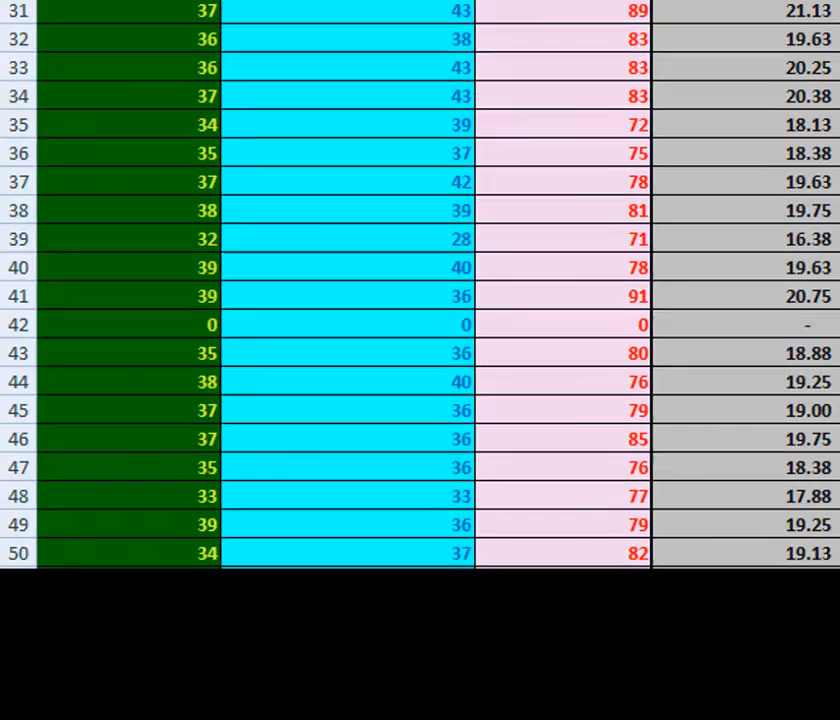 31 37 43 89 21.13
32 36 38 83 19.63
33 36 43 83 20.25
34 37 43 83 20.38
35 34 39 72 18.13
36 35 37 75 18.38
37 37 42 78 19.63
38 38 39 81 19.75
39 32 28 71 16.38
40 39 40 78 19.63
41 39 36 91 20.75
42 0 0 0 -
43 35 36 80 18.88
44 38 40 76 19.25
45 37 36 79 19.00
46 37 36 85 19.75
47 35 36 76 18.38
48 33 33 77 17.88
49 39 36 79 19.25
50 34 37 82 19.13